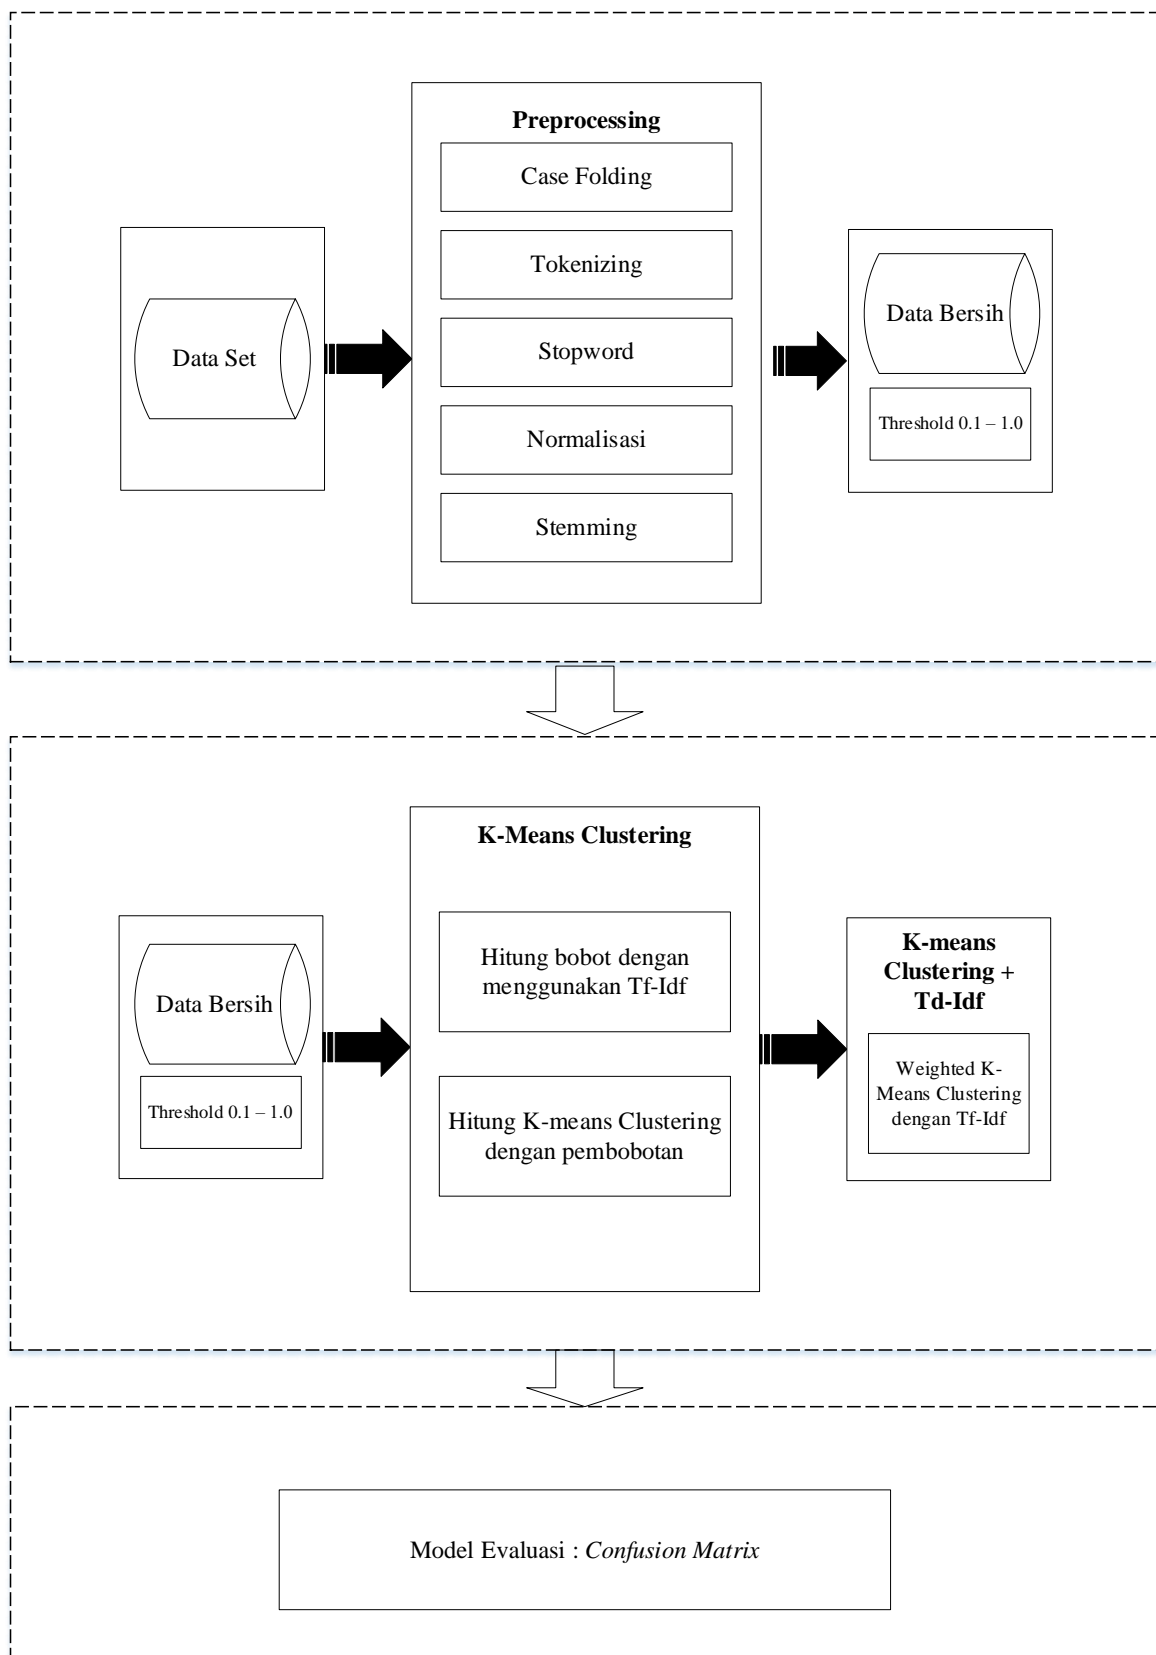 Preprocessing
Case Folding
Tokenizing
Stopword
Normalisasi
Stemming
Data Set
Data Bersih
Threshold 0.1 – 1.0
K-Means Clustering
Hitung bobot dengan
menggunakan Tf-Idf
Hitung K-means Clustering
dengan pembobotan
Data Bersih
Threshold 0.1 – 1.0
K-means
Clustering +
Td-Idf
Weighted K-
Means Clustering
dengan Tf-Idf
Model Evaluasi : Confusion Matrix